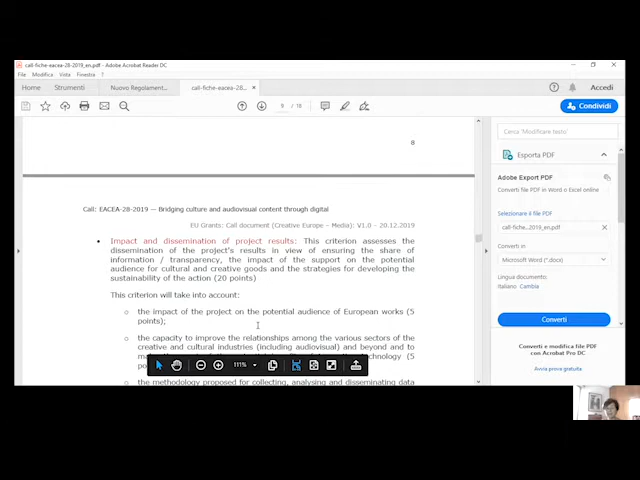 call-fiche-eacea-28-2019_en.pdf - Adobe Acrobat Reader DC
File Modifica Vista Finestra ?
Home Strumenti Nuovo Regolament... call-fiche-eacea-28... × Accedi
9 / 18 Condividi
8
Call: EACEA-28-2019 — Bridging culture and audiovisual content through digital
EU Grants: Call document (Creative Europe - Media): V1.0 - 20.12.2019
• Impact and dissemination of project results: This criterion assesses the
dissemination of the project's results in view of ensuring the share of
information / transparency, the impact of the support on the potential
audience for cultural and creative goods and the strategies for developing the
sustainability of the action (20 points)
This criterion will take into account:
o the impact of the project on the potential audience of European works (5
points);
o the capacity to improve the relationships among the various sectors of the
creative and cultural industries (including audiovisual) and beyond and to
technology (5
o the methodology proposed for collecting, analysing and disseminating data
111%
Cerca 'Modifica testo'
Esporta PDF
Adobe Export PDF
Converti file PDF in Word o Excel online
Selezionare il file PDF
call-fic..._2019_en.pdf ×
Converti in
Microsoft Word (*.docx)
Lingua documento:
Italiano Cambia
Converti
Converti e modifica file PDF
con Acrobat Pro DC
Avvia prova gratuita